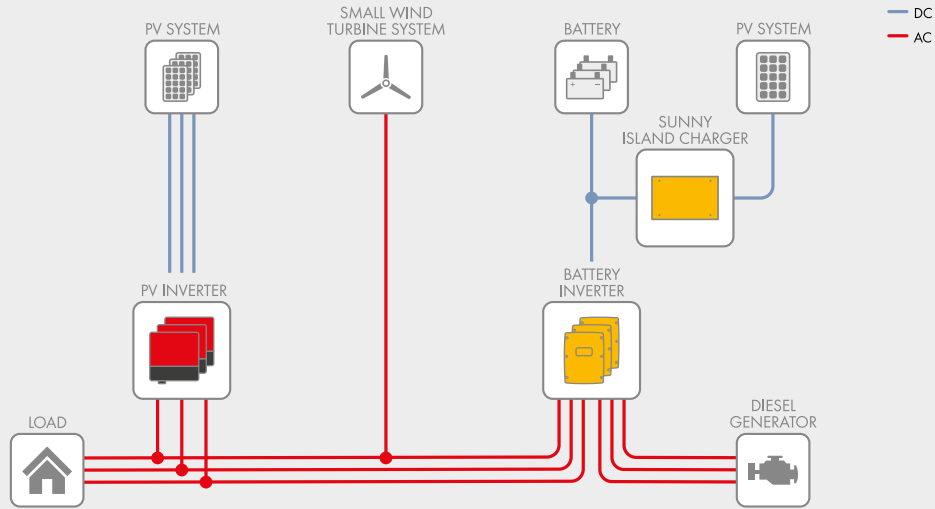 SMALL WIND
TURBINE SYSTEM
PV SYSTEM
BATTERY
PV SYSTEM
DC
AC
SUNNY
ISLAND CHARGER
PV INVERTER
BATTERY
INVERTER
LOAD
DIESEL
GENERATOR